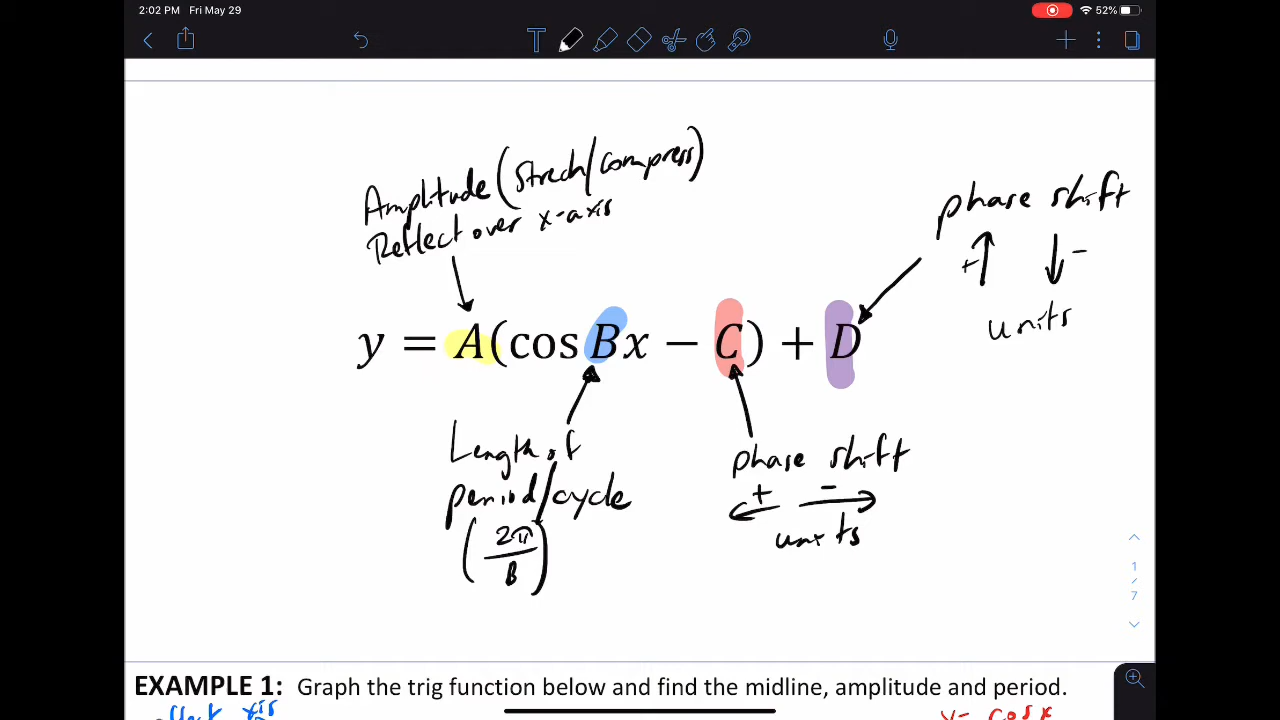 2:02 PM Fri May 29
52%
T
Amplitude (Strech/compress)
Reflect over x-axis
phase shift
+ -
units
y = A(cos Bx − C) + D
Length of
period/cycle
(2π/B)
phase shift
+ -
units
1
/
7
EXAMPLE 1: Graph the trig function below and find the midline, amplitude and period.
y= cosx